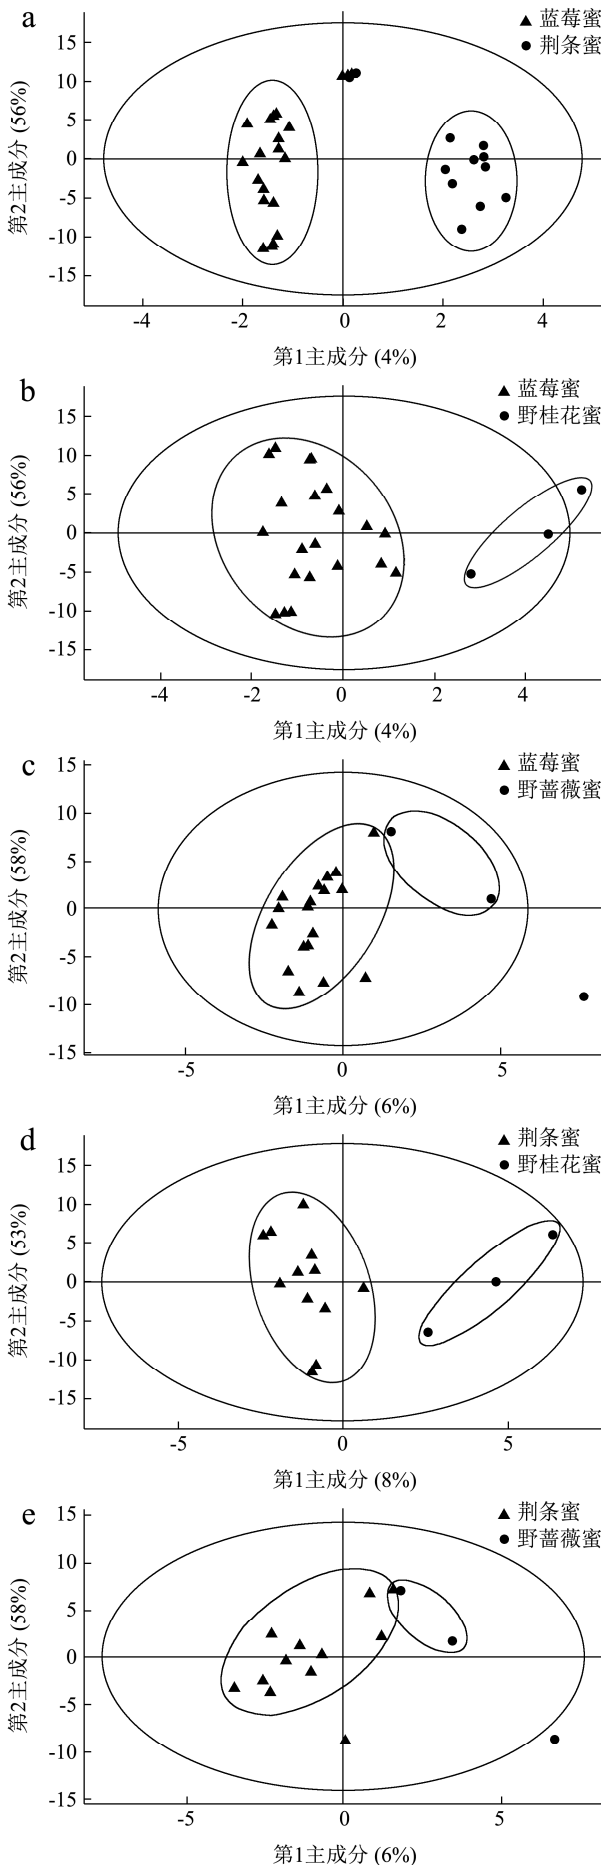 a
蓝莓蜜
荆条蜜
15
10
5
0
-5
-10
-15
第2主成分 (56%)
-4
-2
0
2
4
第1主成分 (4%)
b
蓝莓蜜
野桂花蜜
15
10
5
0
-5
-10
-15
第2主成分 (56%)
-4
-2
0
2
4
第1主成分 (4%)
c
蓝莓蜜
野蔷薇蜜
15
10
5
0
-5
-10
-15
第2主成分 (58%)
-5
0
5
第1主成分 (6%)
d
荆条蜜
野桂花蜜
15
10
5
0
-5
-10
-15
第2主成分 (53%)
-5
0
5
第1主成分 (8%)
e
荆条蜜
野蔷薇蜜
15
10
5
0
-5
-10
-15
第2主成分 (58%)
-5
0
5
第1主成分 (6%)